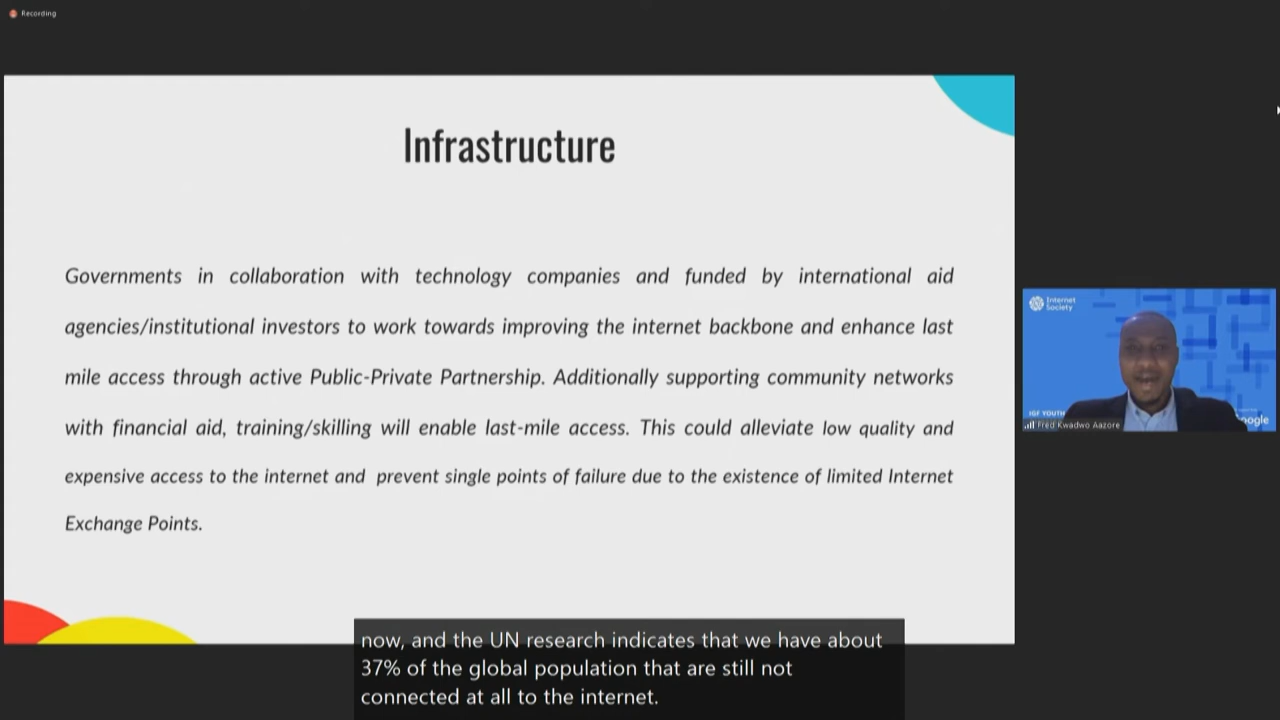 Recording
Infrastructure
Governments in collaboration with technology companies and funded by international aid
agencies/institutional investors to work towards improving the internet backbone and enhance last
mile access through active Public-Private Partnership. Additionally supporting community networks
with financial aid, training/skilling will enable last-mile access. This could alleviate low quality and
expensive access to the internet and prevent single points of failure due to the existence of limited Internet
Exchange Points.
Internet
Society
IGF YOUTH
ogle
Fred Kwadwo Aazore
now, and the UN research indicates that we have about
37% of the global population that are still not
connected at all to the internet.